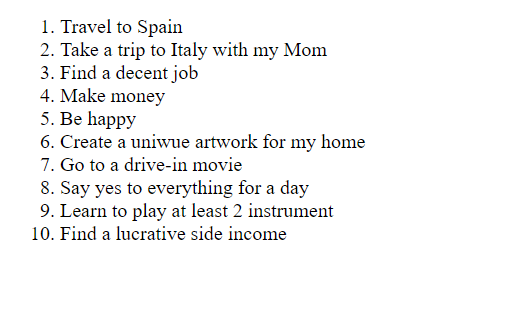 1. Travel to Spain
2. Take a trip to Italy with my Mom
3. Find a decent job
4. Make money
5. Be happy
6. Create a uniwue artwork for my home
7. Go to a drive-in movie
8. Say yes to everything for a day
9. Learn to play at least 2 instrument
10. Find a lucrative side income